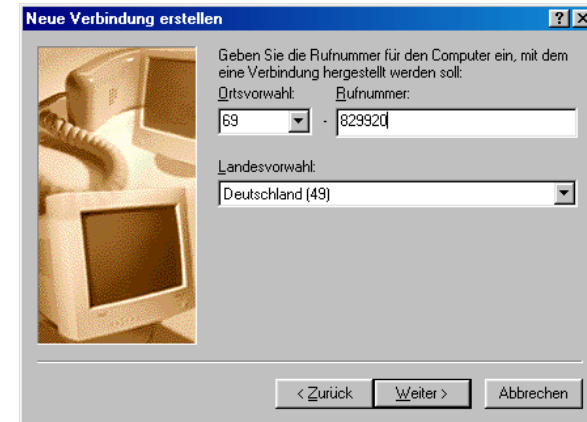 Neue Verbindung erstellen
Geben Sie die Rufnummer für den Computer ein, mit dem
eine Verbindung hergestellt werden soll:
Ortsvorwahl: Rufnummer:
69 - 829920
Landesvorwahl:
Deutschland (49)
< Zurück Weiter > Abbrechen